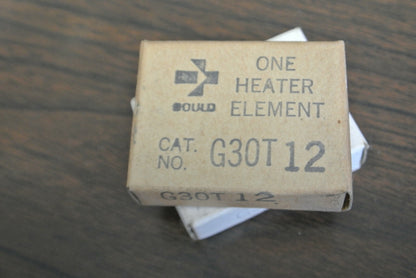 ONE
HEATER
ELEMENT
GOULD
CAT.
NO. G30T 12
G30T 12